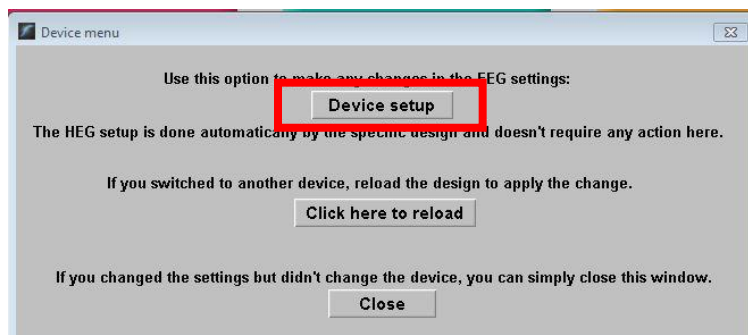 Device menu
Use this option to make any changes in the EEG settings:
Device setup
The HEG setup is done automatically by the specific design and doesn't require any action here.
If you switched to another device, reload the design to apply the change.
Click here to reload
If you changed the settings but didn't change the device, you can simply close this window.
Close